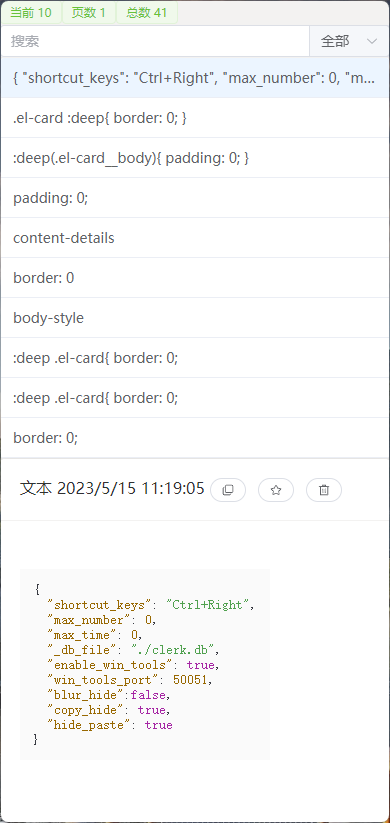 当前 10 页数 1 总数 41
搜索 全部
{ "shortcut_keys": "Ctrl+Right", "max_number": 0, "m...
.el-card :deep{ border: 0; }
:deep(.el-card__body){ padding: 0; }
padding: 0;
content-details
border: 0
body-style
:deep .el-card{ border: 0;
:deep .el-card{ border: 0;
border: 0;
文本 2023/5/15 11:19:05
{
"shortcut_keys": "Ctrl+Right",
"max_number": 0,
"max_time": 0,
"_db_file": "./clerk.db",
"enable_win_tools": true,
"win_tools_port": 50051,
"blur_hide":false,
"copy_hide": true,
"hide_paste": true
}